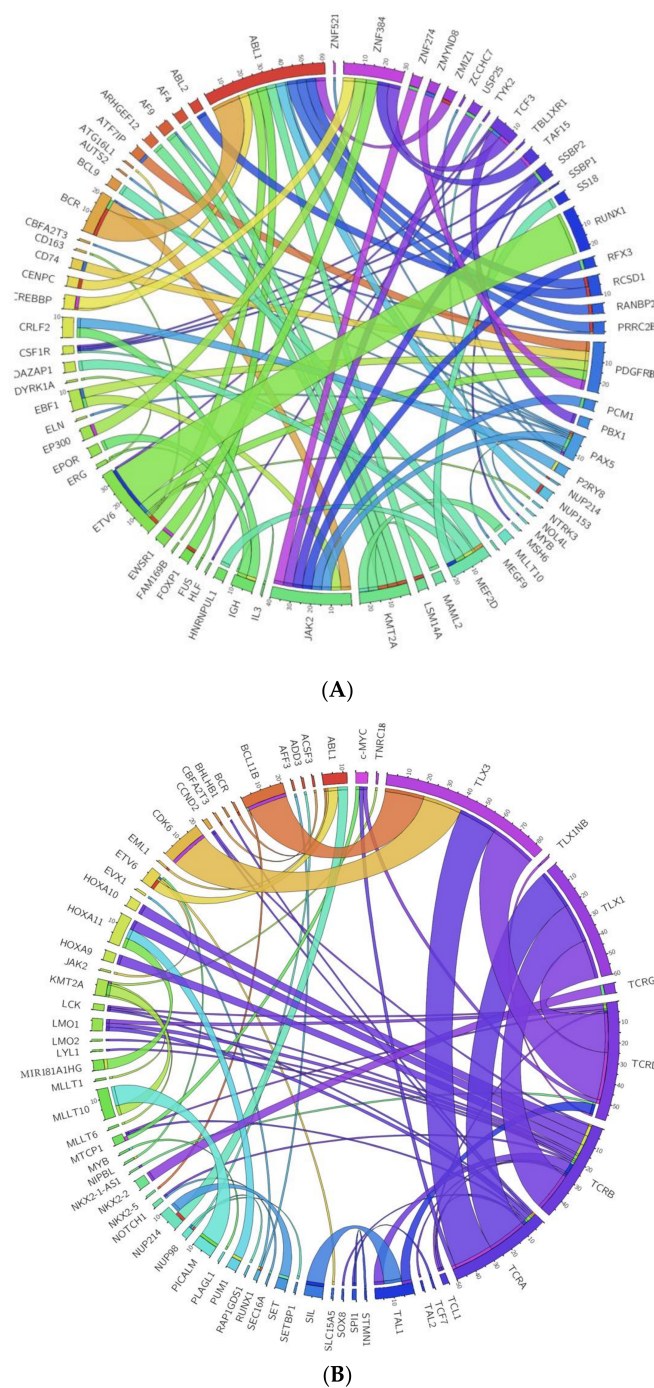 ZNF521
ZNF384
ZNF274
ZMYND8
ZMIZ1
ZCCHC7
USP25
TYK2
TCF3
TBL1XR1
TAF15
SSBP2
SSBP1
SS18
RUNX1
RFX3
RCSD1
RANBP2
PRRC2B
PDGFRB
PCM1
PBX1
PAX5
P2RY8
NUP214
NUP153
NTRK3
NOL4L
MYB
MSH6
MLLT10
MEGF9
MEF2D
MAML2
LSM14A
KMT2A
JAK2
IL3
IGH
HNRNPUL1
HLF
FUS
FOXP1
FAM169B
EWSR1
ETV6
ERG
EPOR
EP300
ELN
EBF1
DYRK1A
DAZAP1
CSF1R
CRLF2
CREBBP
CENPC
CD74
CD163
CBFA2T3
BCR
BCL9
AUTS2
ATG16L1
ATF7IP
ARHGEF12
AF9
AF4
ABL2
ABL1
(A)
c-MYC
TNRC18
TLX3
TLX1NB
TLX1
TCRG
TCRD
TCRB
TCRA
TCL1
TCF7
TAL2
TAL1
STMN1
SPI1
SOX8
SLC15A5
SIL
SETBP1
SET
SEC16A
RUNX1
RAP1GDS1
PUM1
PLAGL1
PICALM
NUP98
NUP214
NOTCH1
NKX2-5
NKX2-2
NKX2-1-AS1
NIPBL
MYB
MTCP1
MLLT6
MLLT10
MLLT1
MIR181A1HG
LYL1
LMO2
LMO1
LCK
KMT2A
JAK2
HOXA9
HOXA11
HOXA10
EVX1
ETV6
EML1
CDK6
CCND2
CBFA2T3
BHLHB1
BCR
BCL11B
AFF3
ADD3
ACSF3
ABL1
(B)